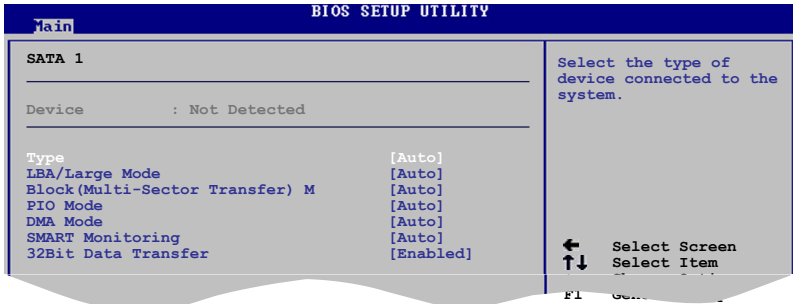 BIOS SETUP UTILITY
Main
SATA 1
Device : Not Detected
Type [Auto]
LBA/Large Mode [Auto]
Block(Multi-Sector Transfer) M [Auto]
PIO Mode [Auto]
DMA Mode [Auto]
SMART Monitoring [Auto]
32Bit Data Transfer [Enabled]
Select the type of
device connected to the
system.
← Select Screen
↑↓ Select Item
F1